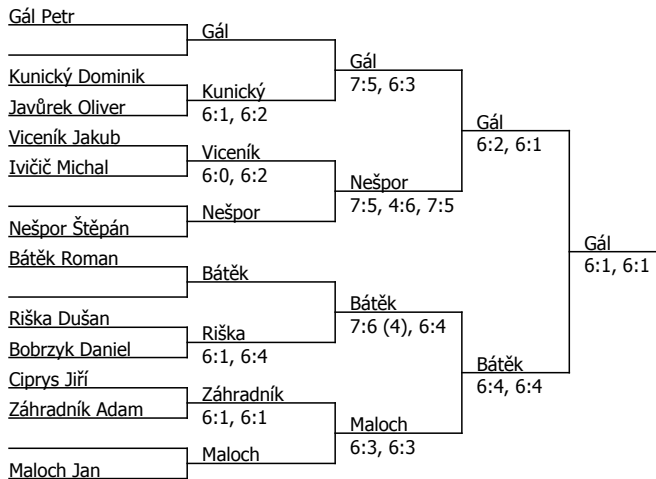 Gál Petr
Gál
Gál
7:5, 6:3
Kunický Dominik
Kunický
6:1, 6:2
Javůrek Oliver
Gál
6:2, 6:1
Viceník Jakub
Viceník
6:0, 6:2
Ivičič Michal
Nešpor
7:5, 4:6, 7:5
Nešpor
Nešpor Štěpán
Gál
6:1, 6:1
Bátěk Roman
Bátěk
Bátěk
7:6 (4), 6:4
Riška Dušan
Riška
6:1, 6:4
Bobrzyk Daniel
Bátěk
6:4, 6:4
Ciprys Jiří
Záhradník
6:1, 6:1
Záhradník Adam
Maloch
6:3, 6:3
Maloch
Maloch Jan